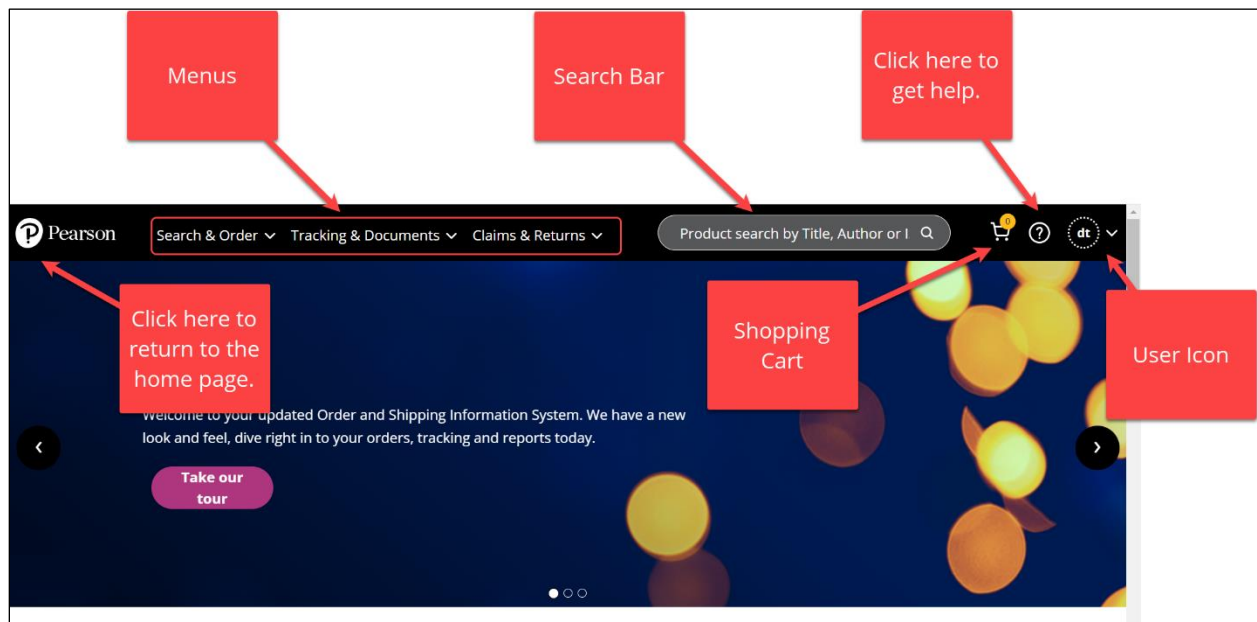 Menus
Search Bar
Click here to
get help.
Pearson
Search & Order
Tracking & Documents
Claims & Returns
Product search by Title, Author or I
0
?
dt
Click here to
return to the
home page.
Shopping
Cart
User Icon
Welcome to your updated Order and Shipping Information System. We have a new
look and feel, dive right in to your orders, tracking and reports today.
Take our
tour